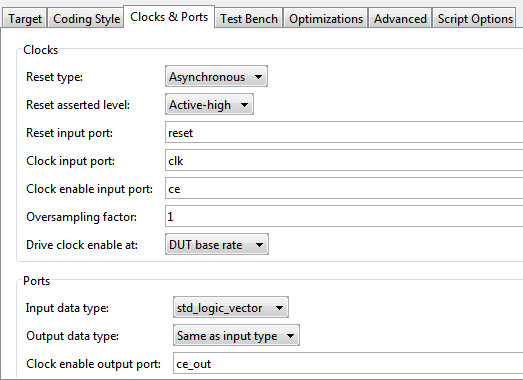 Target Coding Style Clocks & Ports Test Bench Optimizations Advanced Script Options
Clocks
Reset type: Asynchronous
Reset asserted level: Active-high
Reset input port: reset
Clock input port: clk
Clock enable input port: ce
Oversampling factor: 1
Drive clock enable at: DUT base rate
Ports
Input data type: std_logic_vector
Output data type: Same as input type
Clock enable output port: ce_out